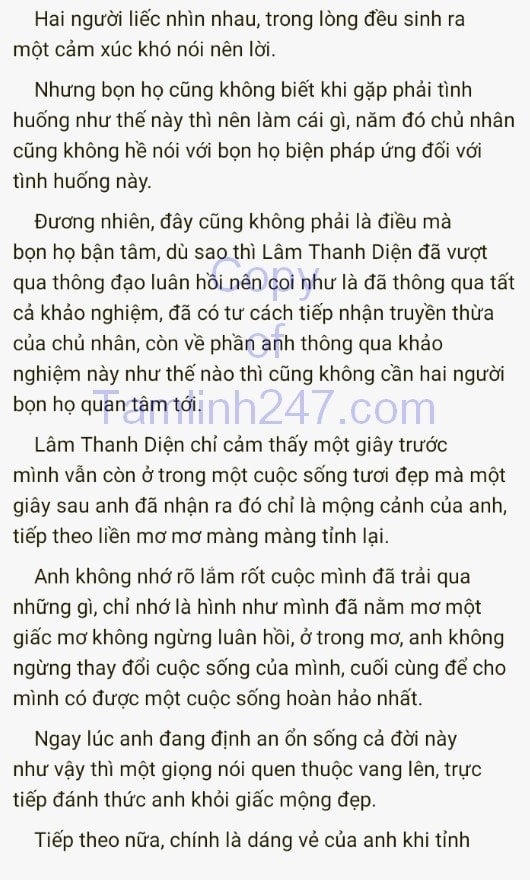 Hai người liếc nhìn nhau, trong lòng đều sinh ra
một cảm xúc khó nói nên lời.
Nhưng bọn họ cũng không biết khi gặp phải tình
huống như thế này thì nên làm cái gì, năm đó chủ nhân
cũng không hề nói với bọn họ biện pháp ứng đối với
tình huống này.
Đương nhiên, đây cũng không phải là điều mà
bọn họ bận tâm, dù sao thì Lâm Thanh Diện đã vượt
qua thông đạo luân hồi nên coi như là đã thông qua tất
cả khảo nghiệm, đã có tư cách tiếp nhận truyền thừa
của chủ nhân, còn về phần anh thông qua khảo
nghiệm này như thế nào thì cũng không cần hai người
bọn họ quan tâm tới.
Copy
of
Tamlinh247.com
Lâm Thanh Diện chỉ cảm thấy một giây trước
mình vẫn còn ở trong một cuộc sống tươi đẹp mà một
giây sau anh đã nhận ra đó chỉ là mộng cảnh của anh,
tiếp theo liền mơ mơ màng màng tỉnh lại.
Anh không nhớ rõ lắm rốt cuộc mình đã trải qua
những gì, chỉ nhớ là hình như mình đã nằm mơ một
giấc mơ không ngừng luân hồi, ở trong mơ, anh không
ngừng thay đổi cuộc sống của mình, cuối cùng để cho
mình có được một cuộc sống hoàn hảo nhất.
Ngay lúc anh đang định an ổn sống cả đời này
như vậy thì một giọng nói quen thuộc vang lên, trực
tiếp đánh thức anh khỏi giấc mộng đẹp.
Tiếp theo nữa, chính là dáng vẻ của anh khi tỉnh